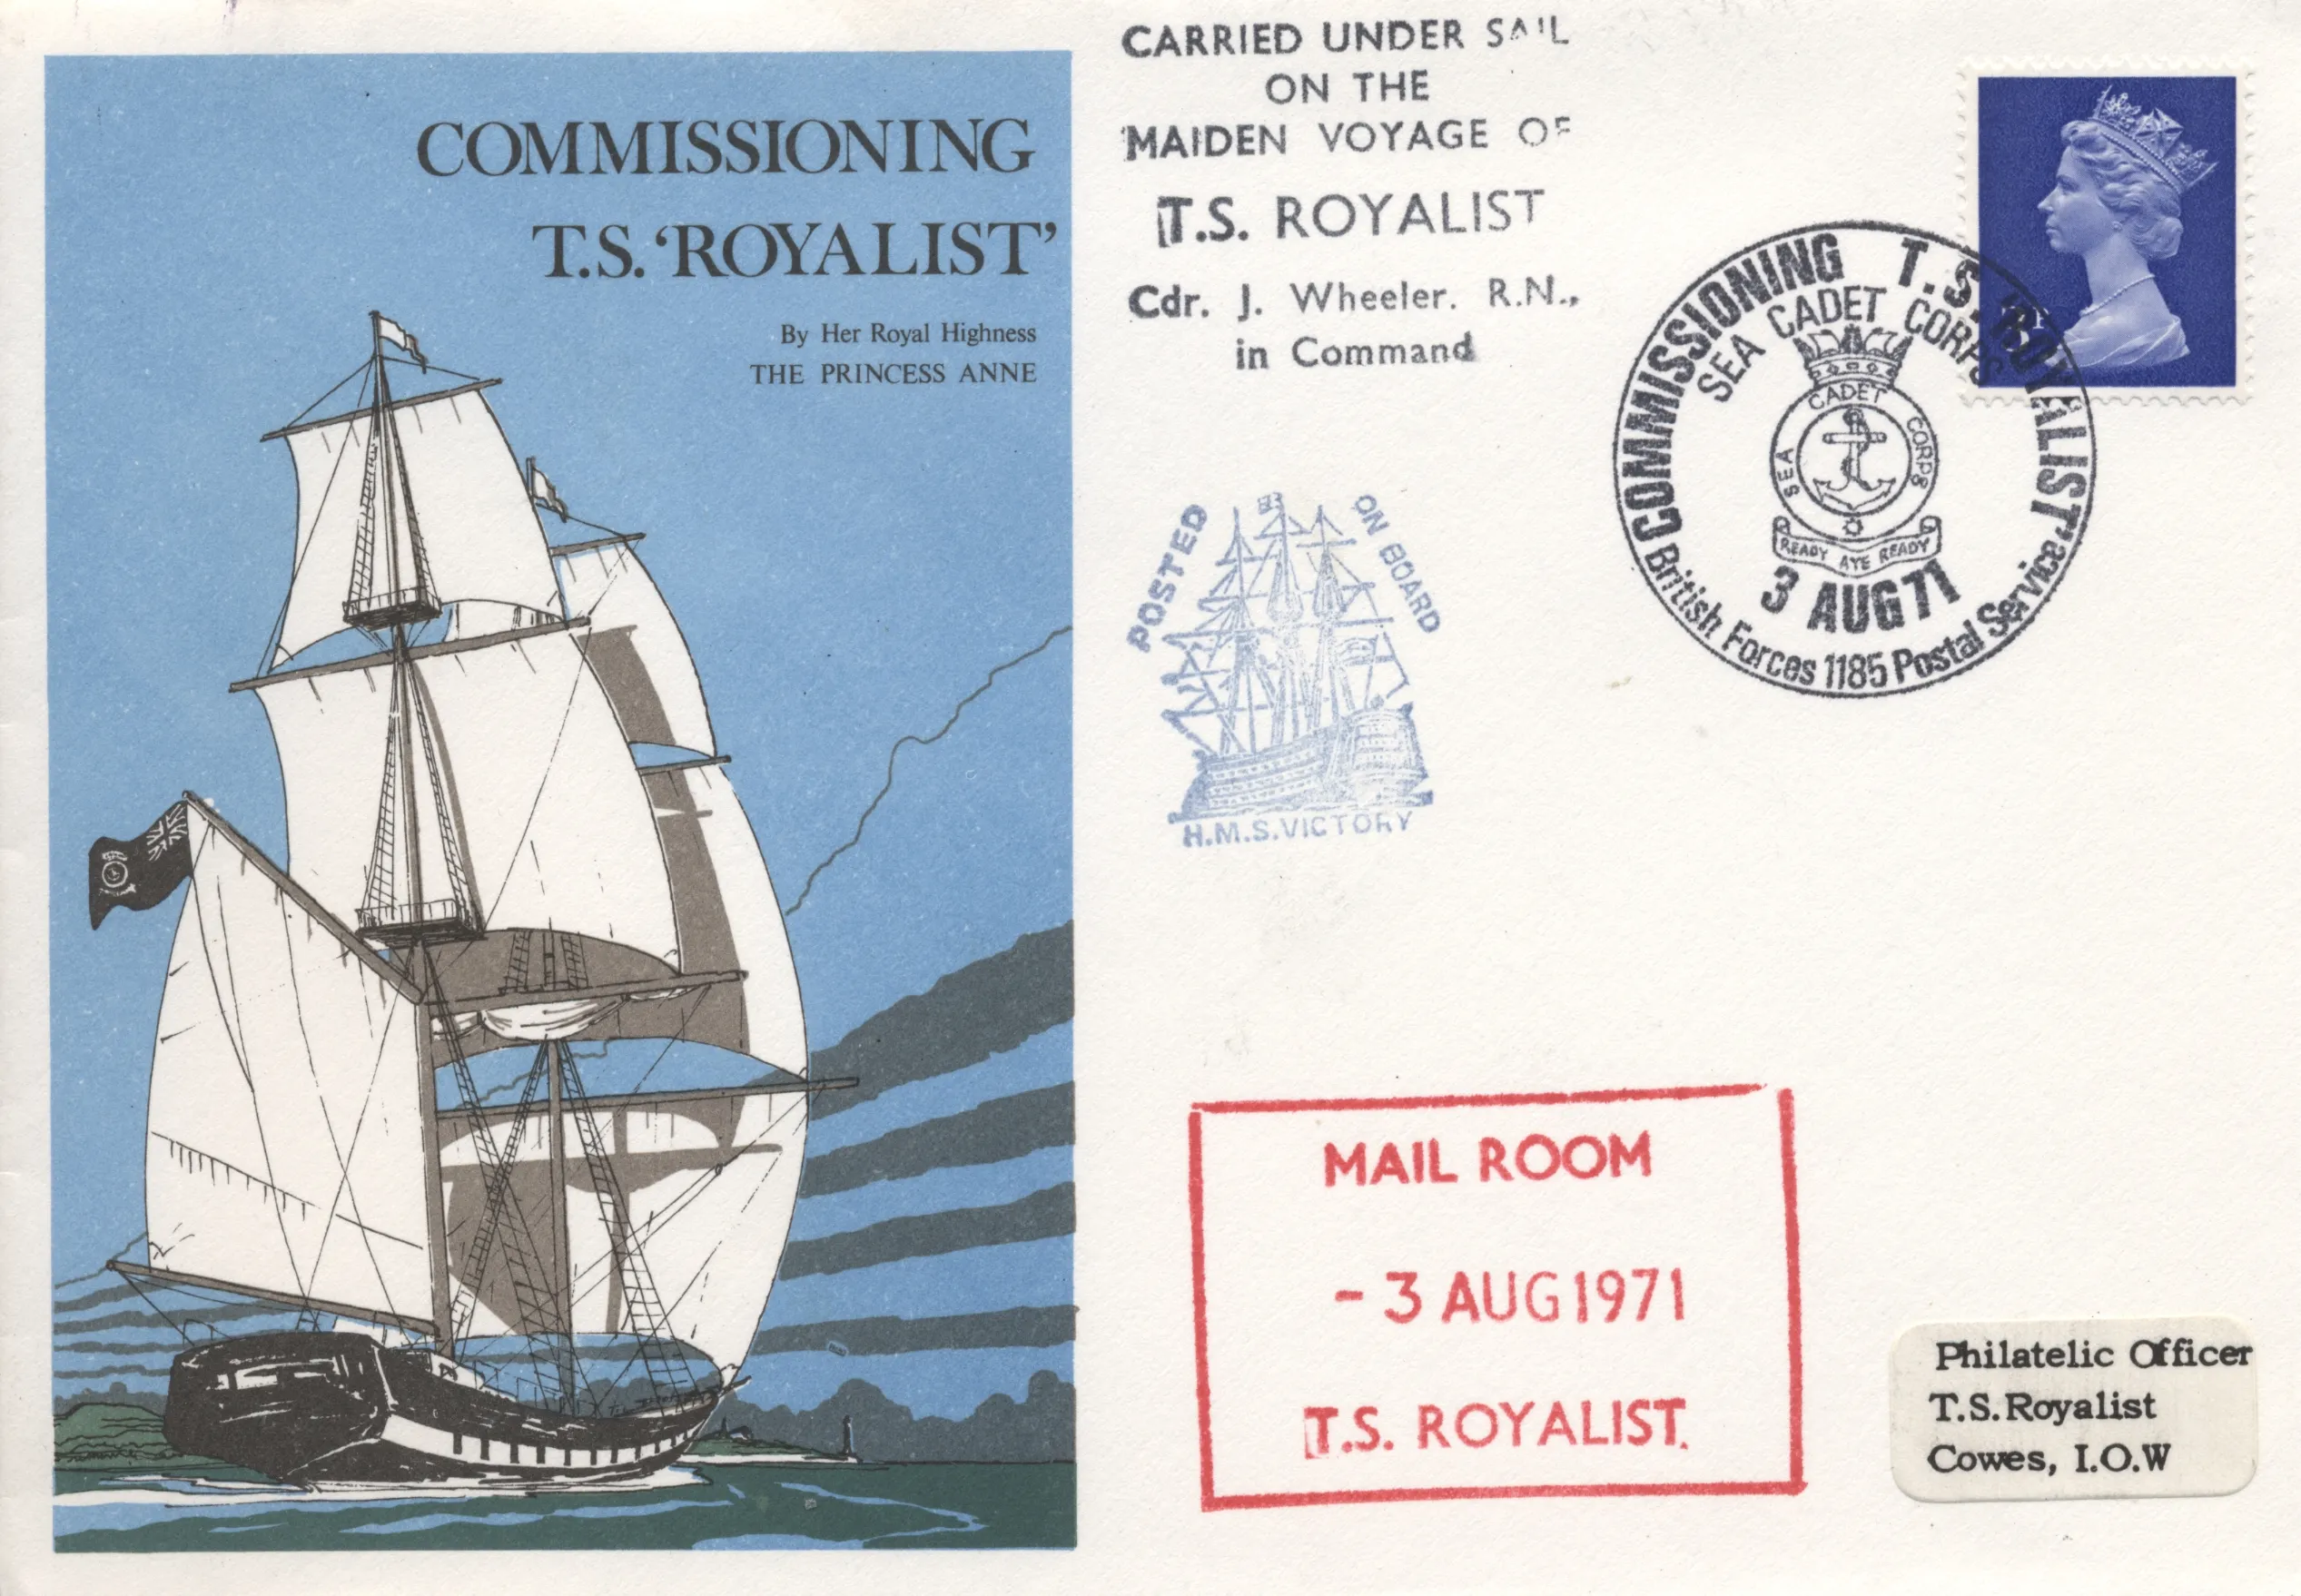 COMMISSIONING
T.S. ‘ROYALIST’
By Her Royal Highness
THE PRINCESS ANNE
CARRIED UNDER SAIL
ON THE
MAIDEN VOYAGE OF
T.S. ROYALIST
Cdr. J. Wheeler. R.N.,
in Command
POSTED ON BOARD
H.M.S.VICTORY
COMMISSIONING T.S. ROYALIST
SEA CADET CORPS
SEA CADET CORPS
READY AYE READY
3 AUG 71
British Forces 1185 Postal Service
MAIL ROOM
- 3 AUG 1971
T.S. ROYALIST.
Philatelic Officer
T.S.Royalist
Cowes, I.O.W